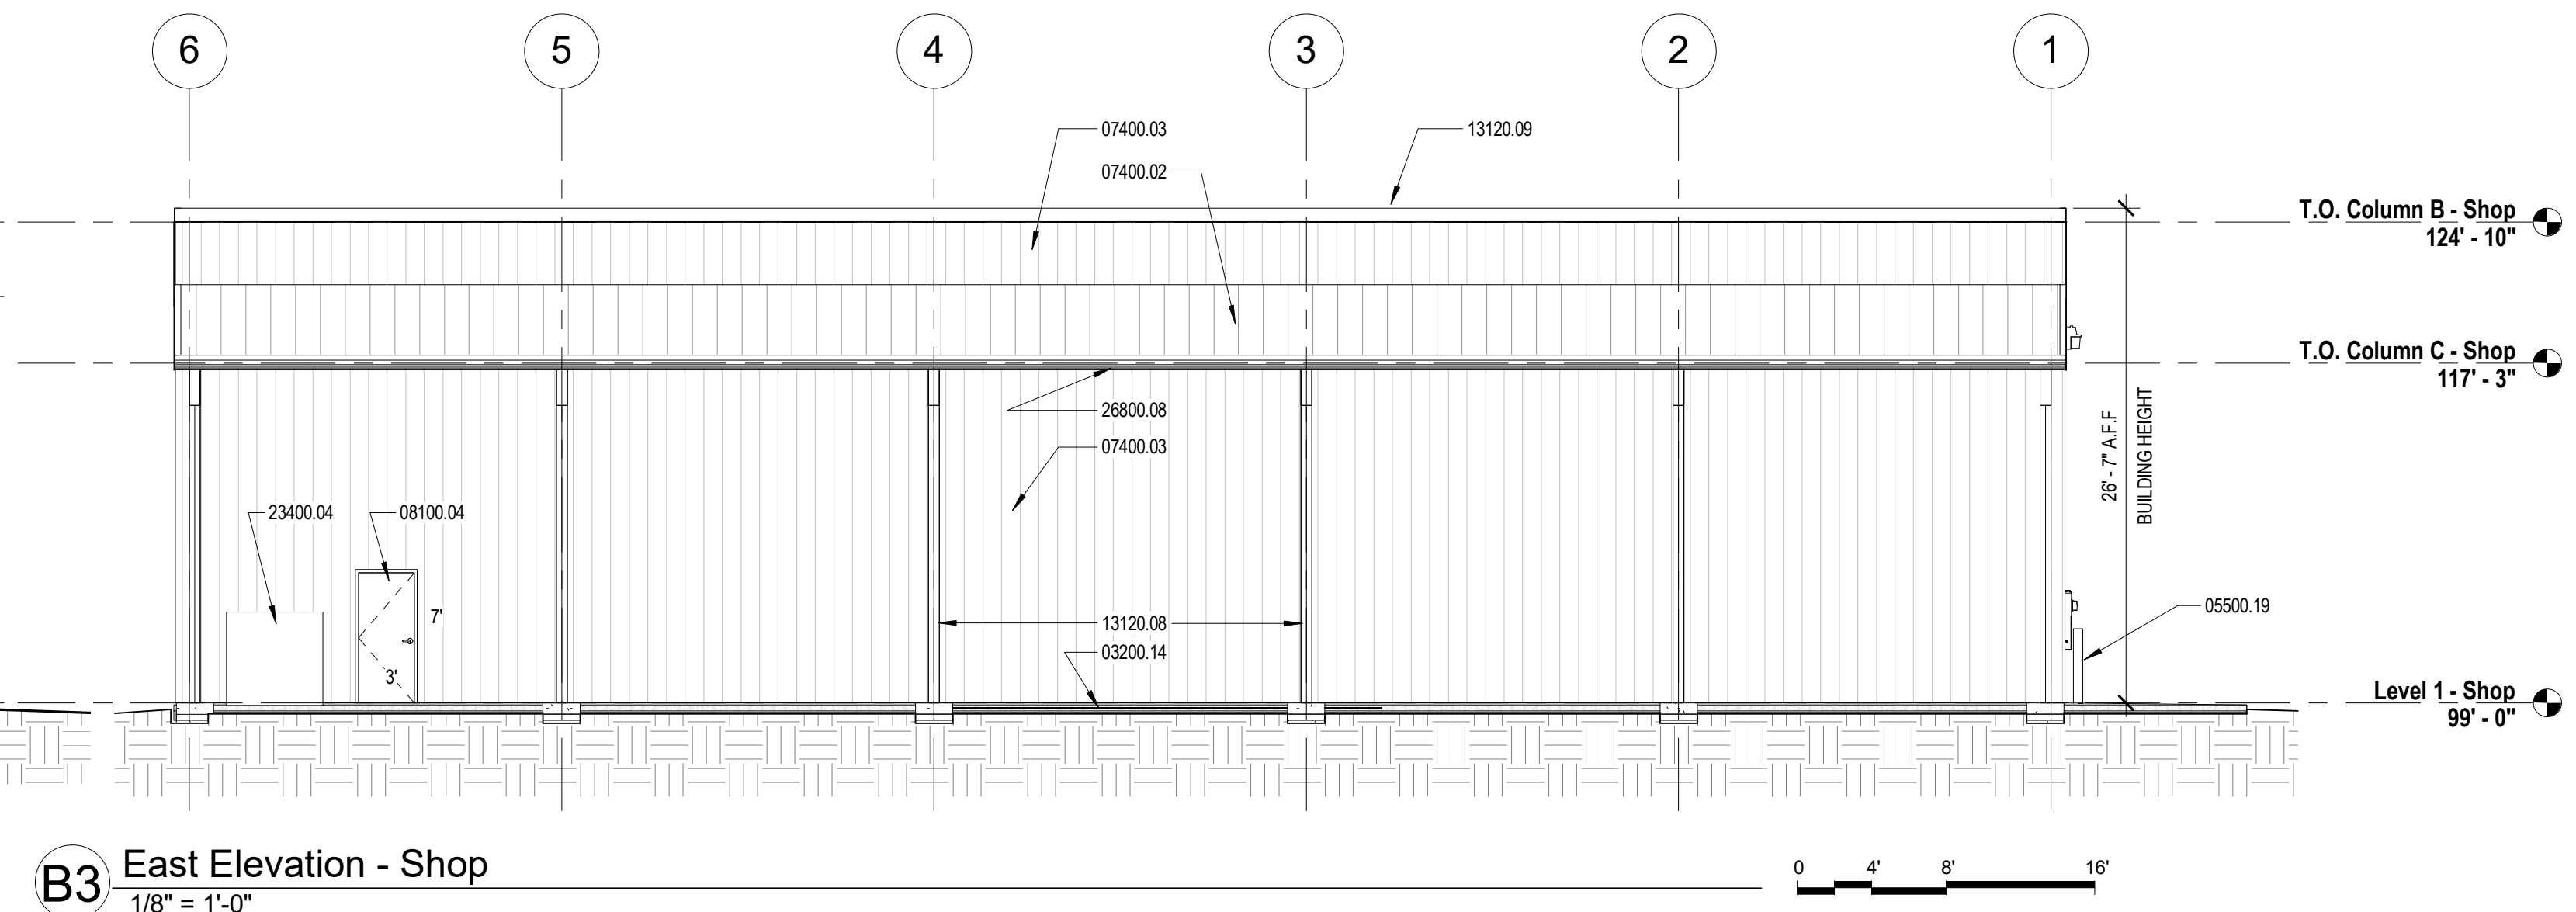 6 5 4 3 2 1
07400.03
13120.09
07400.02
T.O. Column B - Shop
124' - 10"
T.O. Column C - Shop
117' - 3"
26800.08
07400.03
26' - 7" A.F.F
BUILDING HEIGHT
23400.04
08100.04
7'
3'
13120.08
03200.14
05500.19
Level 1 - Shop
99' - 0"
B3
East Elevation - Shop
1/8" = 1'-0"
0 4' 8' 16'